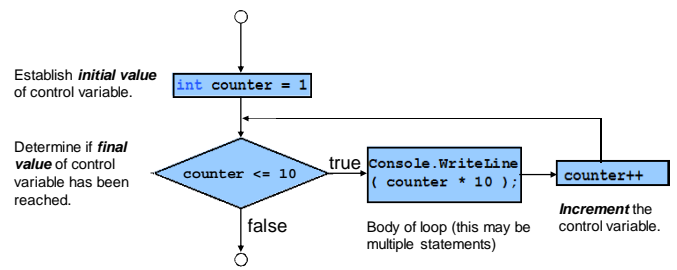 Establish initial value
of control variable.
int counter = 1
Determine if final
value of control
variable has been
reached.
counter <= 10
true
Console.WriteLine
( counter * 10 );
counter++
false
Body of loop (this may be
multiple statements)
Increment the
control variable.